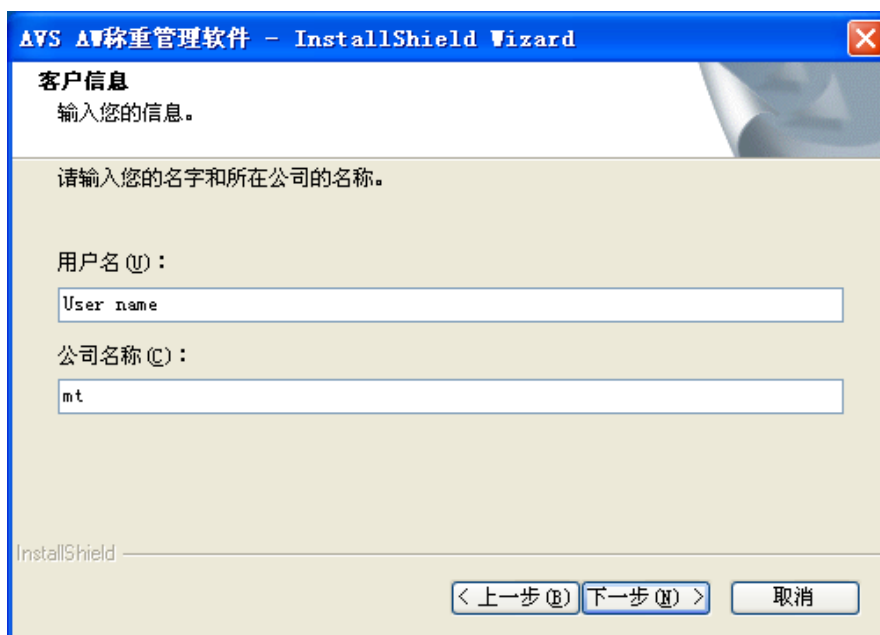 AVS AW称重管理软件 - InstallShield Wizard
客户信息
输入您的信息。
请输入您的名字和所在公司的名称。
用户名(U)：
User name
公司名称(C)：
mt
InstallShield
< 上一步(B) 下一步(N) > 取消